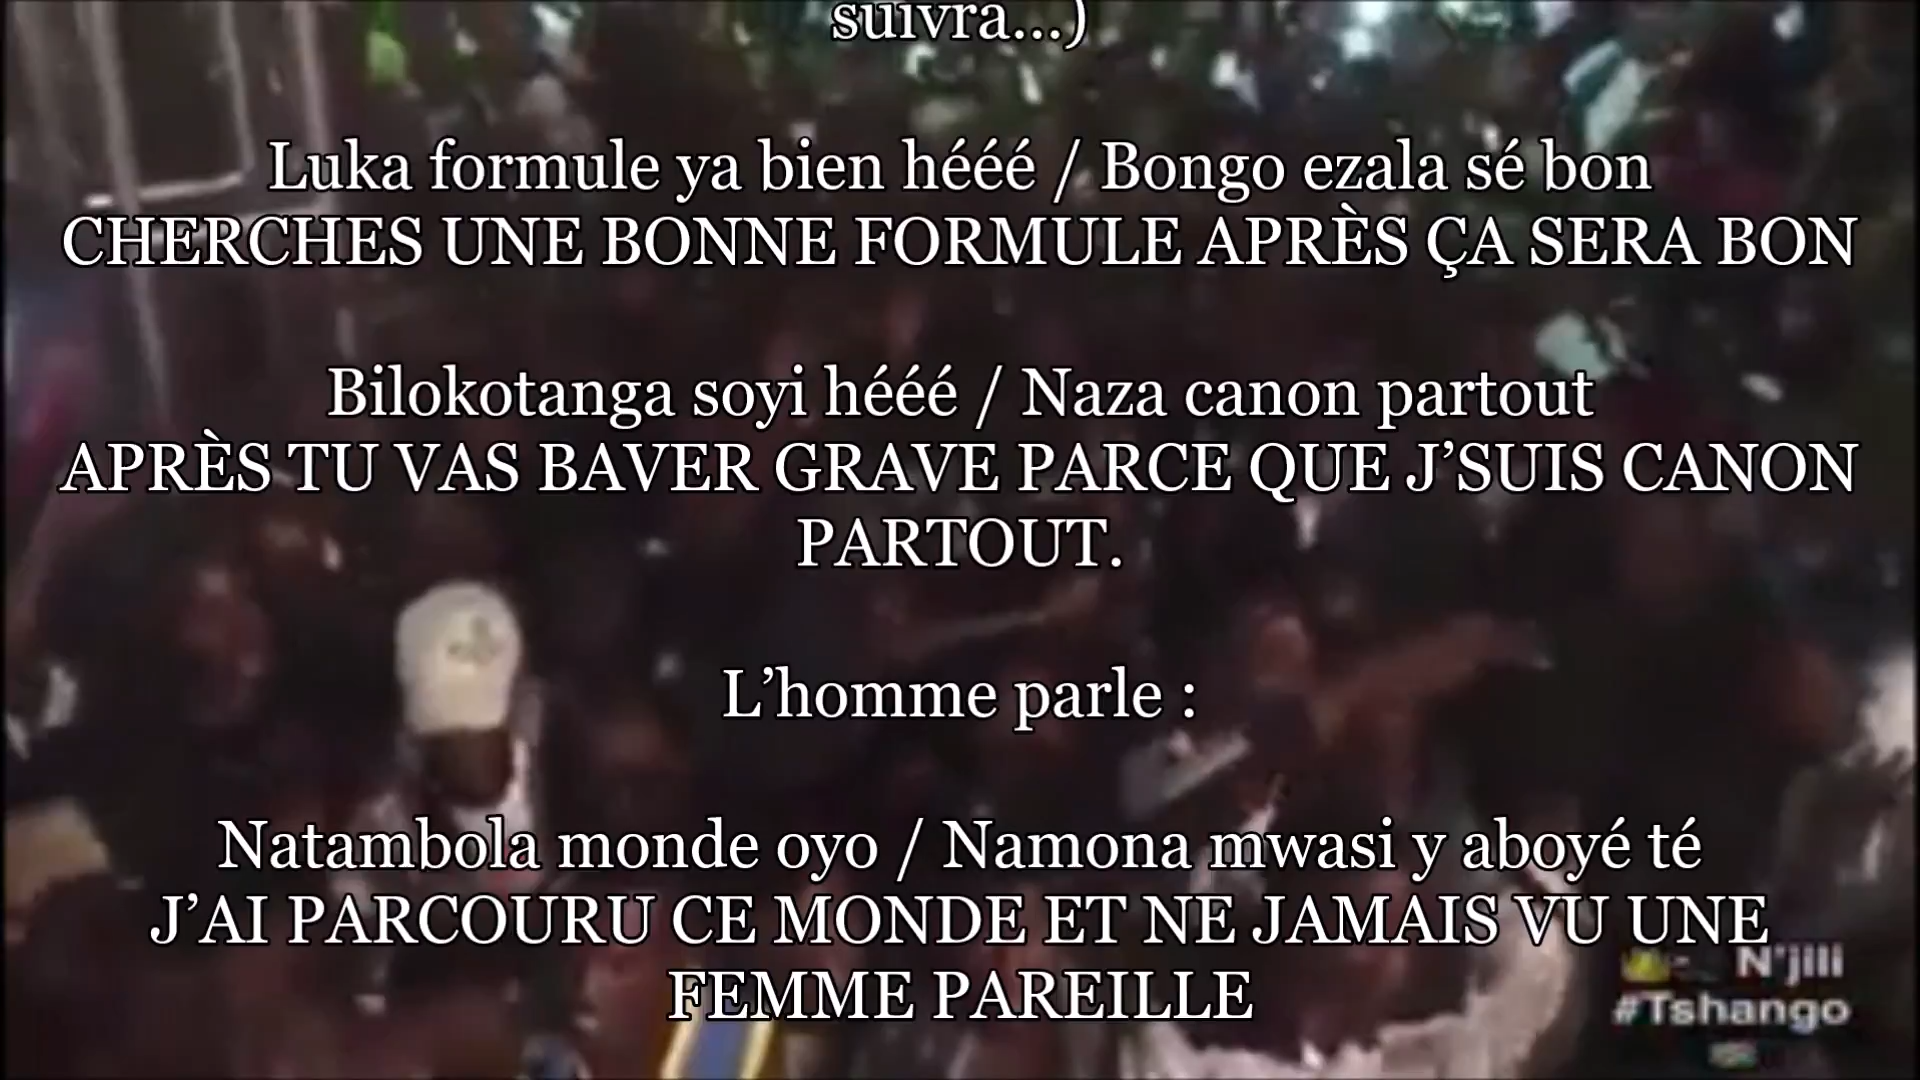 suivra...)
Luka formule ya bien hééé / Bongo ezala sé bon
CHERCHES UNE BONNE FORMULE APRÈS ÇA SERA BON
Bilokotanga soyi hééé / Naza canon partout
APRÈS TU VAS BAVER GRAVE PARCE QUE J’SUIS CANON
PARTOUT.
L’homme parle :
Natambola monde oyo / Namona mwasi y aboyé té
J’AI PARCOURU CE MONDE ET NE JAMAIS VU UNE
FEMME PAREILLE
N'jili
#Tshango